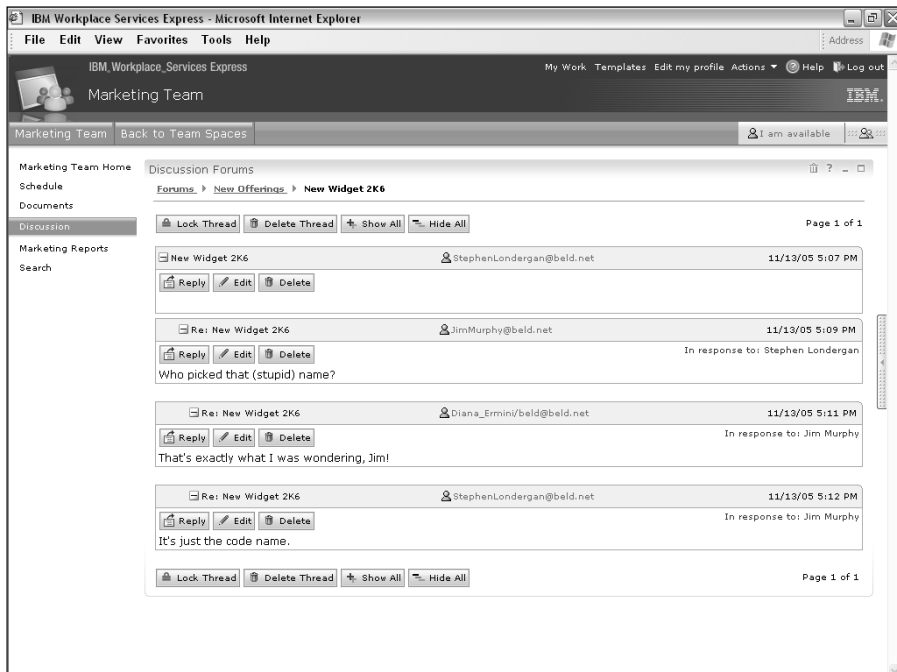 IBM Workplace Services Express - Microsoft Internet Explorer
File Edit View Favorites Tools Help Address
IBM_Workplace_Services Express My Work Templates Edit my profile Actions Help Log out
Marketing Team IBM.
Marketing Team Back to Team Spaces I am available
Marketing Team Home
Schedule
Documents
Discussion
Marketing Reports
Search
Discussion Forums ?
Forums New Offerings New Widget 2K6
Lock Thread Delete Thread Show All Hide All Page 1 of 1
New Widget 2K6 StephenLondergan@beld.net 11/13/05 5:07 PM
Reply Edit Delete
Re: New Widget 2K6 JimMurphy@beld.net 11/13/05 5:09 PM
Reply Edit Delete In response to: Stephen Londergan
Who picked that (stupid) name?
Re: New Widget 2K6 Diana_Ermini/beld@beld.net 11/13/05 5:11 PM
Reply Edit Delete In response to: Jim Murphy
That's exactly what I was wondering, Jim!
Re: New Widget 2K6 StephenLondergan@beld.net 11/13/05 5:12 PM
Reply Edit Delete In response to: Jim Murphy
It's just the code name.
Lock Thread Delete Thread Show All Hide All Page 1 of 1